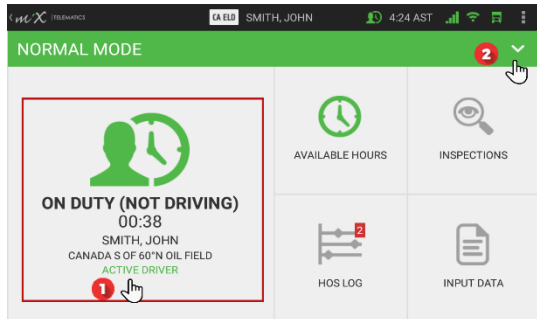 miX TELEMATICS
CA ELD SMITH, JOHN 4:24 AST
NORMAL MODE
2
ON DUTY (NOT DRIVING)
00:38
SMITH, JOHN
CANADA S OF 60°N OIL FIELD
ACTIVE DRIVER
1
AVAILABLE HOURS
INSPECTIONS
2
HOS LOG
INPUT DATA